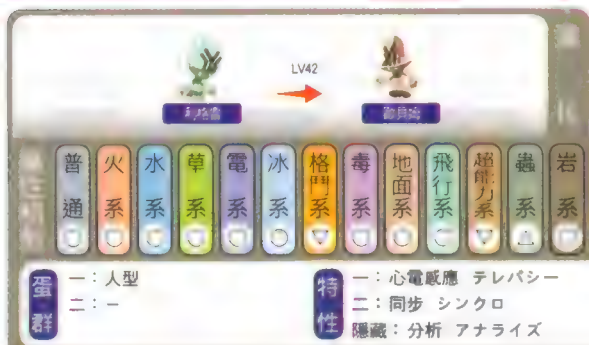 LV42
普通 火系 水系 草系 電系 冰系 格鬥系 毒系 地面系 飛行系 超能力系 蟲系 岩系
蛋群
一：人型
二：－
特性
一：心電感應 テレパシー
二：同步 シンクロ
隱藏：分析 アナライズ